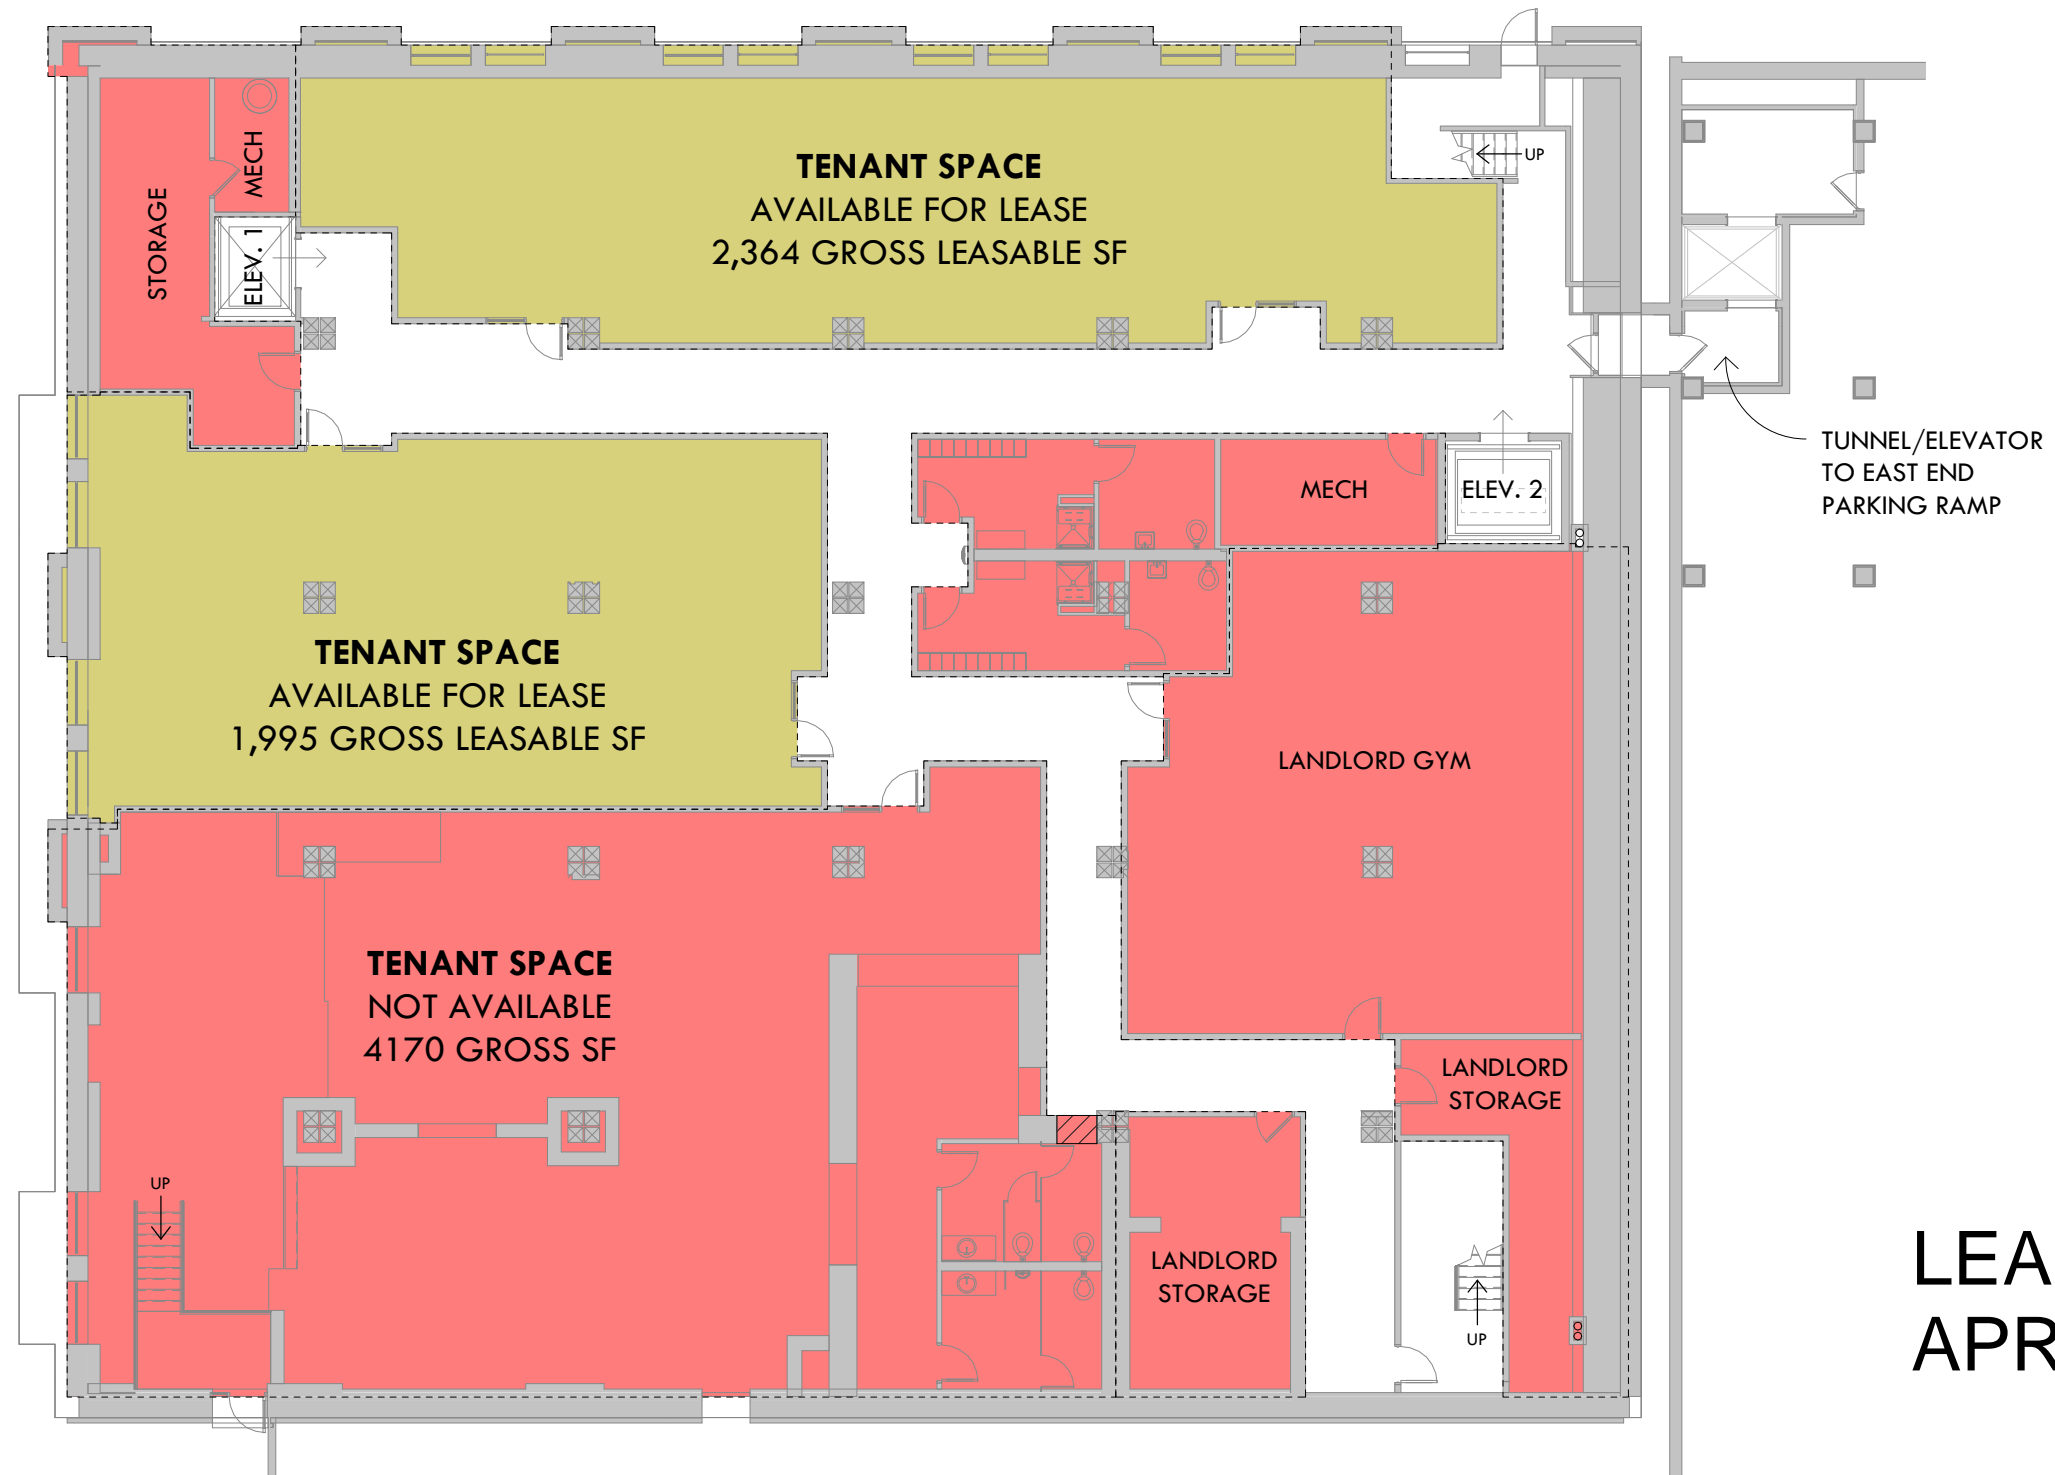 TENANT SPACE
AVAILABLE FOR LEASE
2,364 GROSS LEASABLE SF
UP
MECH
STORAGE
ELEV. 1
TUNNEL/ELEVATOR
TO EAST END
PARKING RAMP
MECH
ELEV. 2
TENANT SPACE
AVAILABLE FOR LEASE
1,995 GROSS LEASABLE SF
LANDLORD GYM
TENANT SPACE
NOT AVAILABLE
4170 GROSS SF
LANDLORD
STORAGE
UP
LANDLORD
STORAGE
UP
LEA
APR